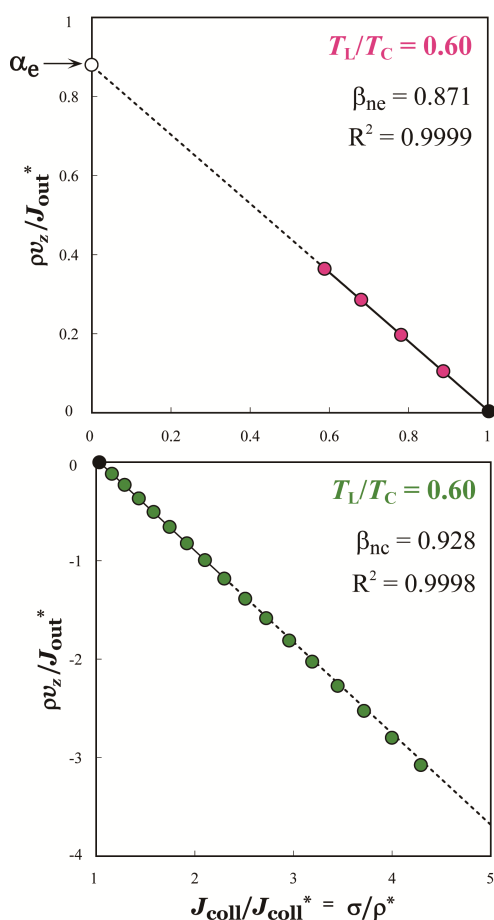 1
T_L/T_C = 0.60
α_e
β_ne = 0.871
0.8
R² = 0.9999
0.6
ρv_z/J_out*
0.4
0.2
0
0 0.2 0.4 0.6 0.8 1
0
T_L/T_C = 0.60
β_nc = 0.928
-1
R² = 0.9998
ρv_z/J_out*
-2
-3
-4
1 2 3 4 5
J_coll/J_coll* = σ/ρ*